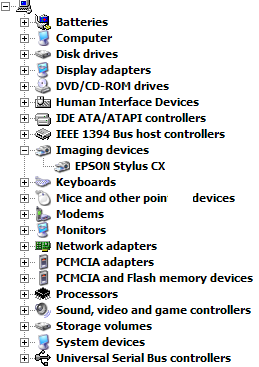 Batteries
Computer
Disk drives
Display adapters
DVD/CD-ROM drives
Human Interface Devices
IDE ATA/ATAPI controllers
IEEE 1394 Bus host controllers
Imaging devices
EPSON Stylus CX
Keyboards
Mice and other poin devices
Modems
Monitors
Network adapters
PCMCIA adapters
PCMCIA and Flash memory devices
Processors
Sound, video and game controllers
Storage volumes
System devices
Universal Serial Bus controllers